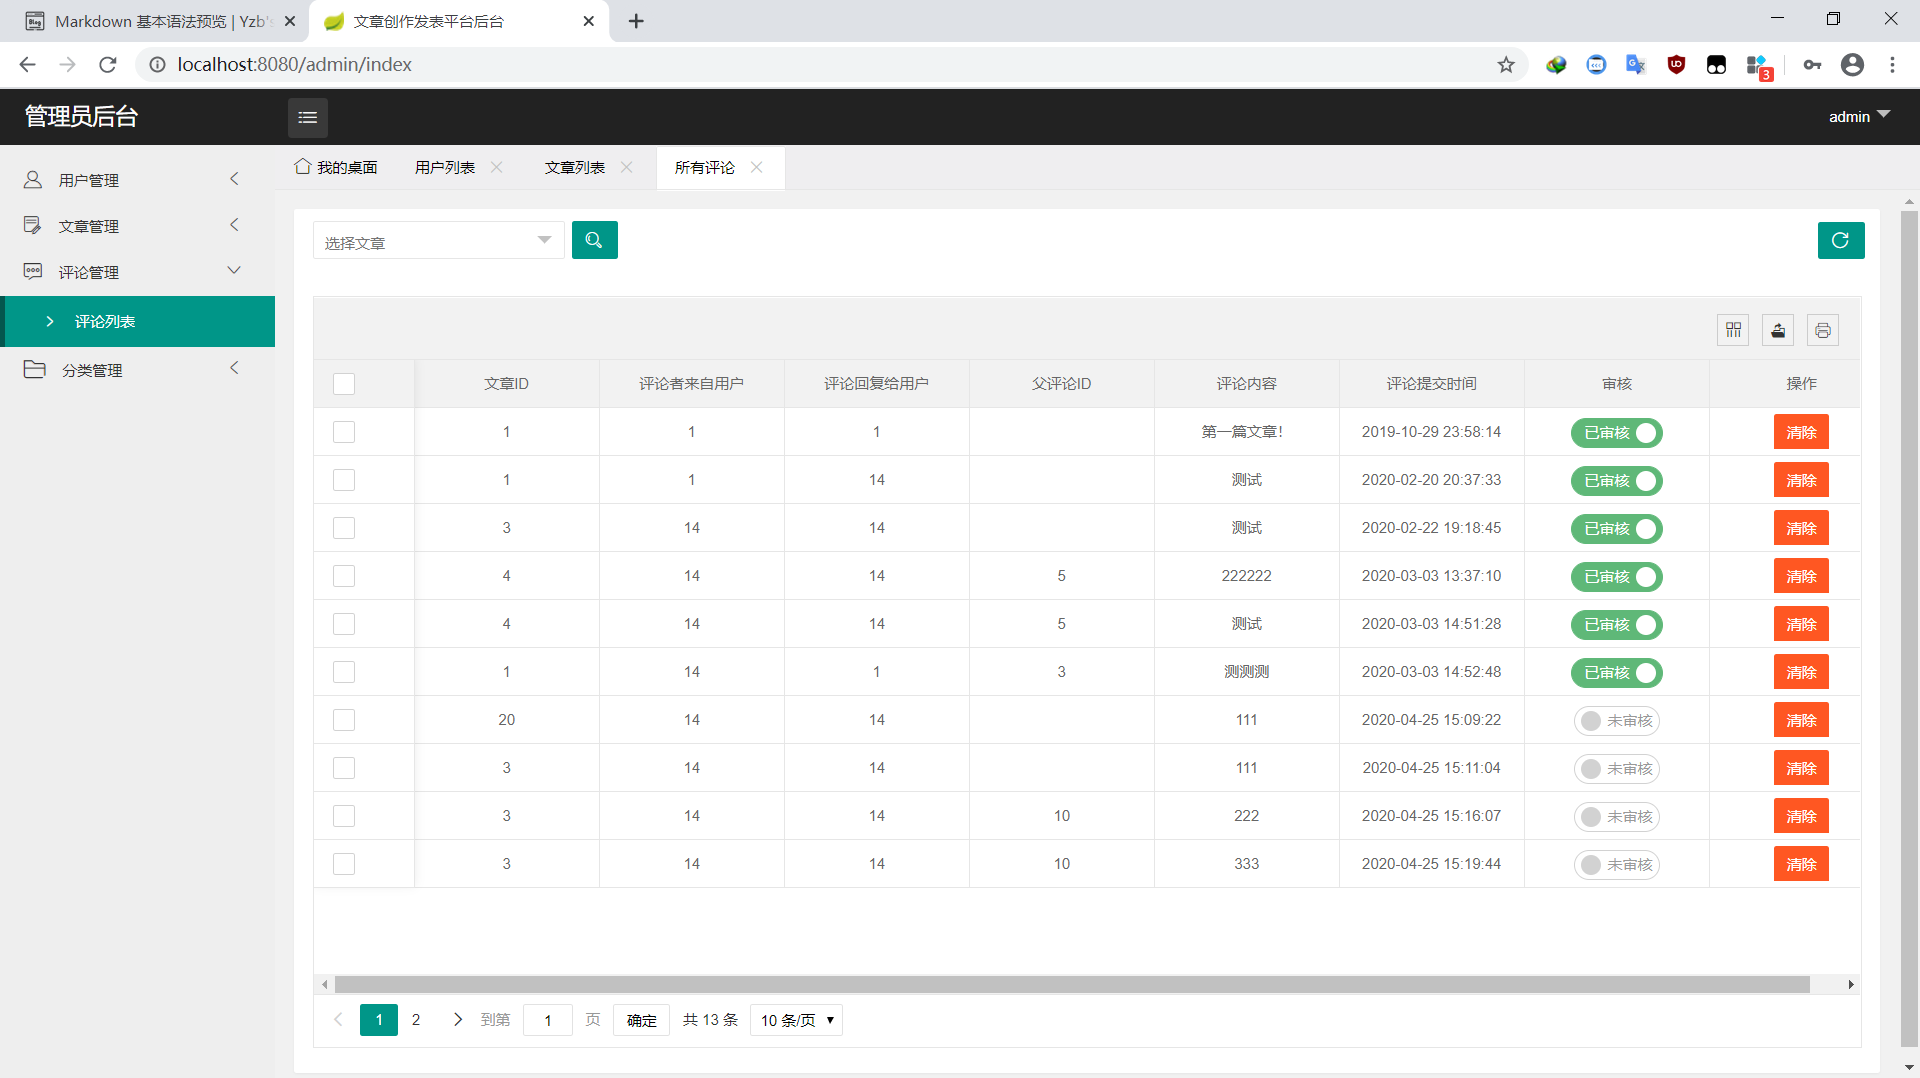 Markdown 基本语法预览 | Yzb's
文章创作发表平台后台
localhost:8080/admin/index
3
管理员后台
admin
用户管理
文章管理
评论管理
评论列表
分类管理
我的桌面 用户列表 文章列表 所有评论
选择文章
文章ID 评论者来自用户 评论回复给用户 父评论ID 评论内容 评论提交时间 审核 操作
1 1 1 第一篇文章! 2019-10-29 23:58:14 已审核 清除
1 1 14 测试 2020-02-20 20:37:33 已审核 清除
3 14 14 测试 2020-02-22 19:18:45 已审核 清除
4 14 14 5 222222 2020-03-03 13:37:10 已审核 清除
4 14 14 5 测试 2020-03-03 14:51:28 已审核 清除
1 14 1 3 测测测 2020-03-03 14:52:48 已审核 清除
20 14 14 111 2020-04-25 15:09:22 未审核 清除
3 14 14 111 2020-04-25 15:11:04 未审核 清除
3 14 14 10 222 2020-04-25 15:16:07 未审核 清除
3 14 14 10 333 2020-04-25 15:19:44 未审核 清除
1 2 到第 1 页 确定 共 13 条 10 条/页